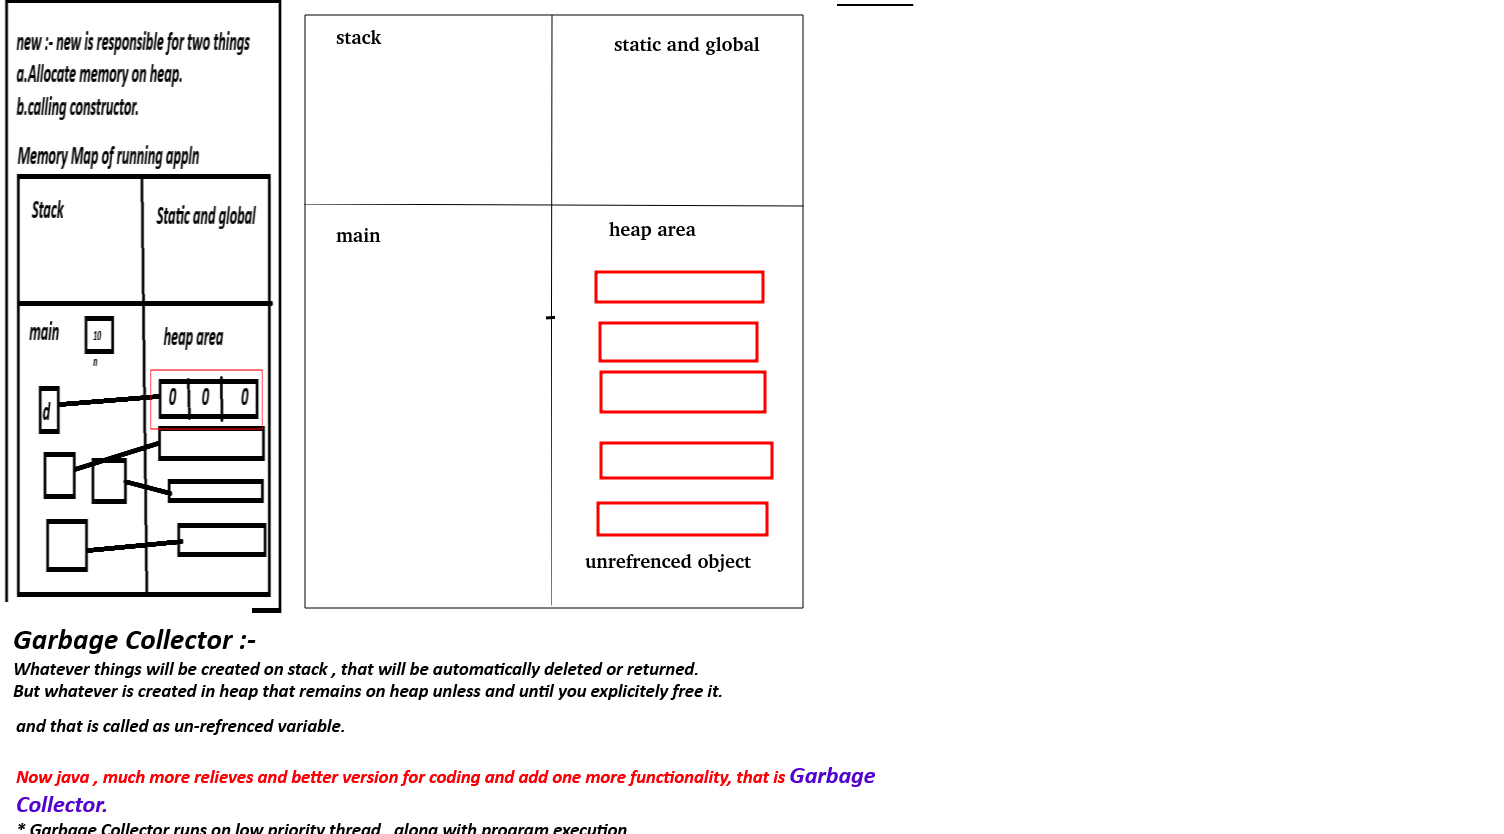 new :- new is responsible for two things
a.Allocate memory on heap.
b.calling constructor.
Memory Map of running appln
Stack
Static and global
main
10
n
heap area
d
0 0 0
stack
static and global
main
heap area
unrefrenced object
Garbage Collector :-
Whatever things will be created on stack , that will be automatically deleted or returned.
But whatever is created in heap that remains on heap unless and until you explicitely free it.
and that is called as un-refrenced variable.
Now java , much more relieves and better version for coding and add one more functionality, that is Garbage
Collector.
* Garbage Collector runs on low priority thread , along with program execution